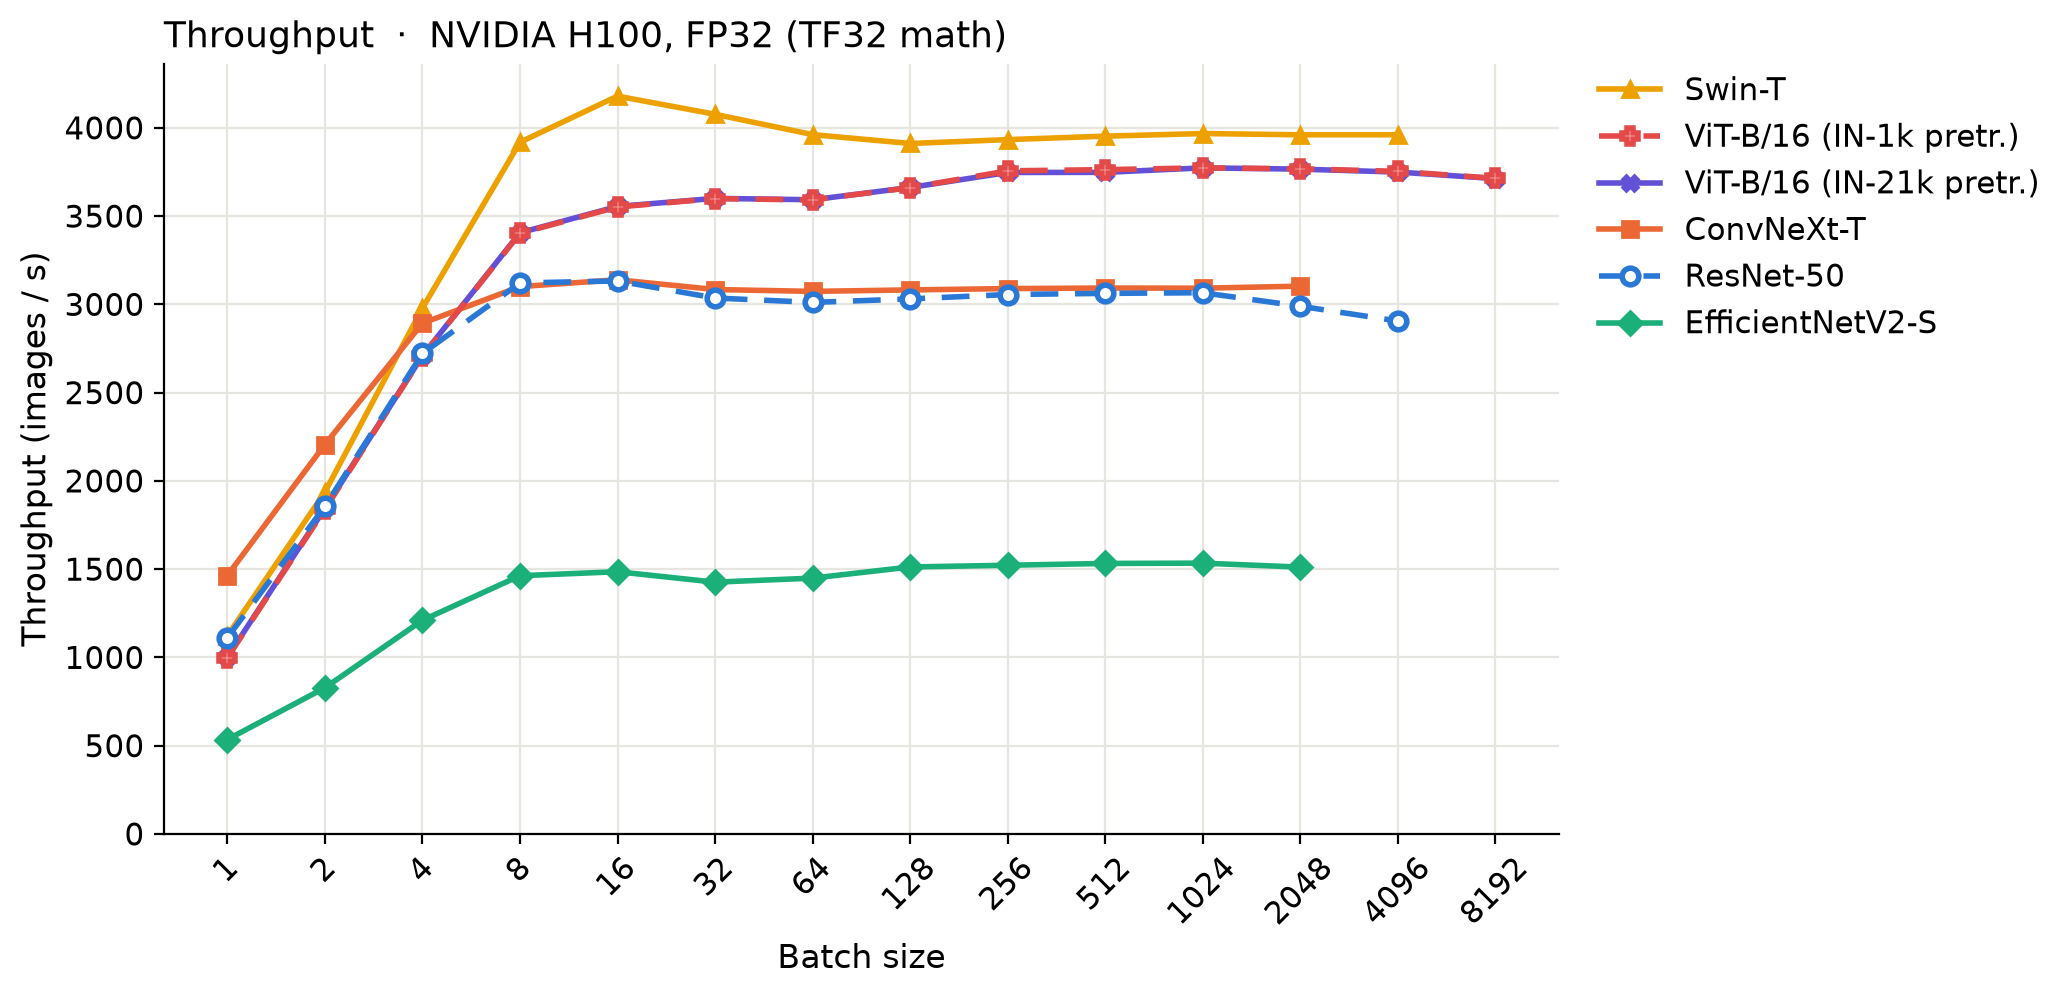 Throughput · NVIDIA H100, FP32 (TF32 math)
Throughput (images / s)
4000
3500
3000
2500
2000
1500
1000
500
0
1
2
4
8
16
32
64
128
256
512
1024
2048
4096
8192
Batch size
Swin-T
ViT-B/16 (IN-1k pretr.)
ViT-B/16 (IN-21k pretr.)
ConvNeXt-T
ResNet-50
EfficientNetV2-S